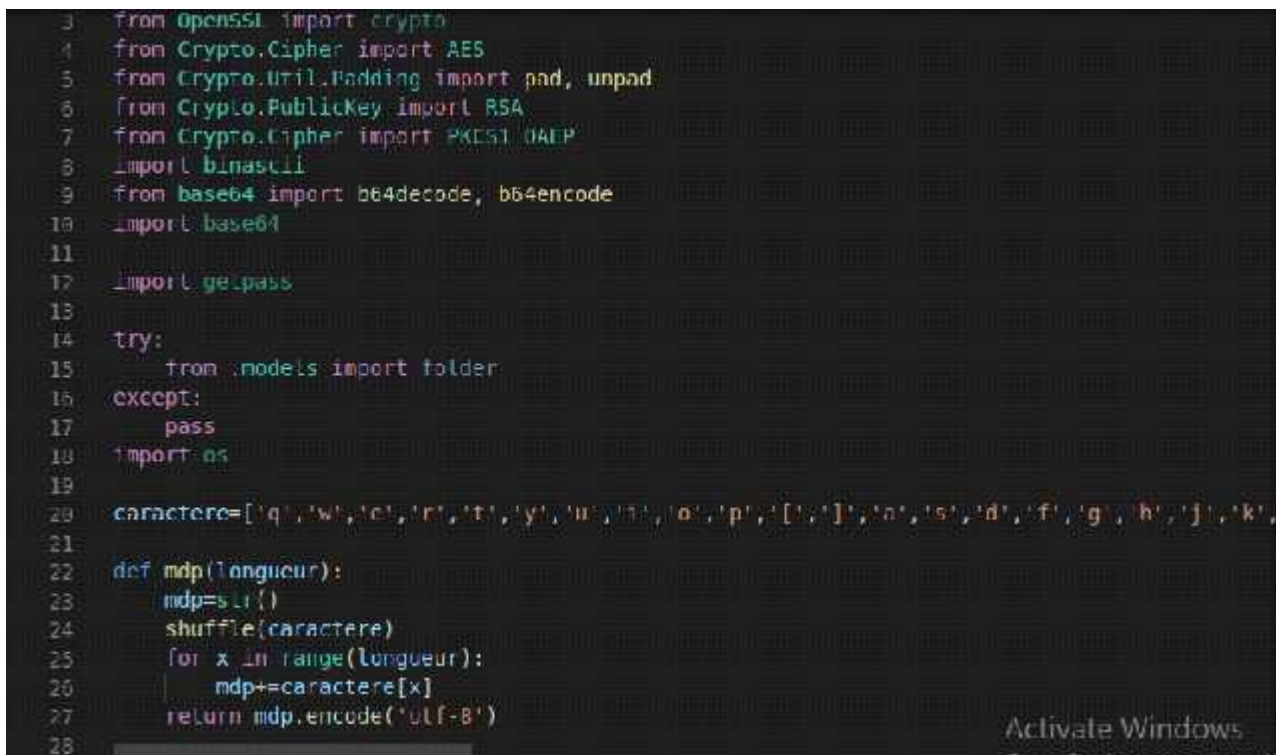 3 from OpenSSL import crypto
4 from Crypto.Cipher import AES
5 from Crypto.Util.Padding import pad, unpad
6 from Crypto.PublicKey import RSA
7 from Crypto.Cipher import PKCS1_OAEP
8 import binascii
9 from base64 import b64decode, b64encode
10 import base64
11
12 import getpass
13
14 try:
15     from .models import folder
16 except:
17     pass
18 import os
19
20 caractere=['q','w','e','r','t','y','u','i','o','p','[',']','a','s','d','f','g','h','j','k',
21
22 def mdp(longueur):
23     mdp=str()
24     shuffle(caractere)
25     for x in range(longueur):
26         mdp+=caractere[x]
27     return mdp.encode('utf-8')
28
Activate Windows